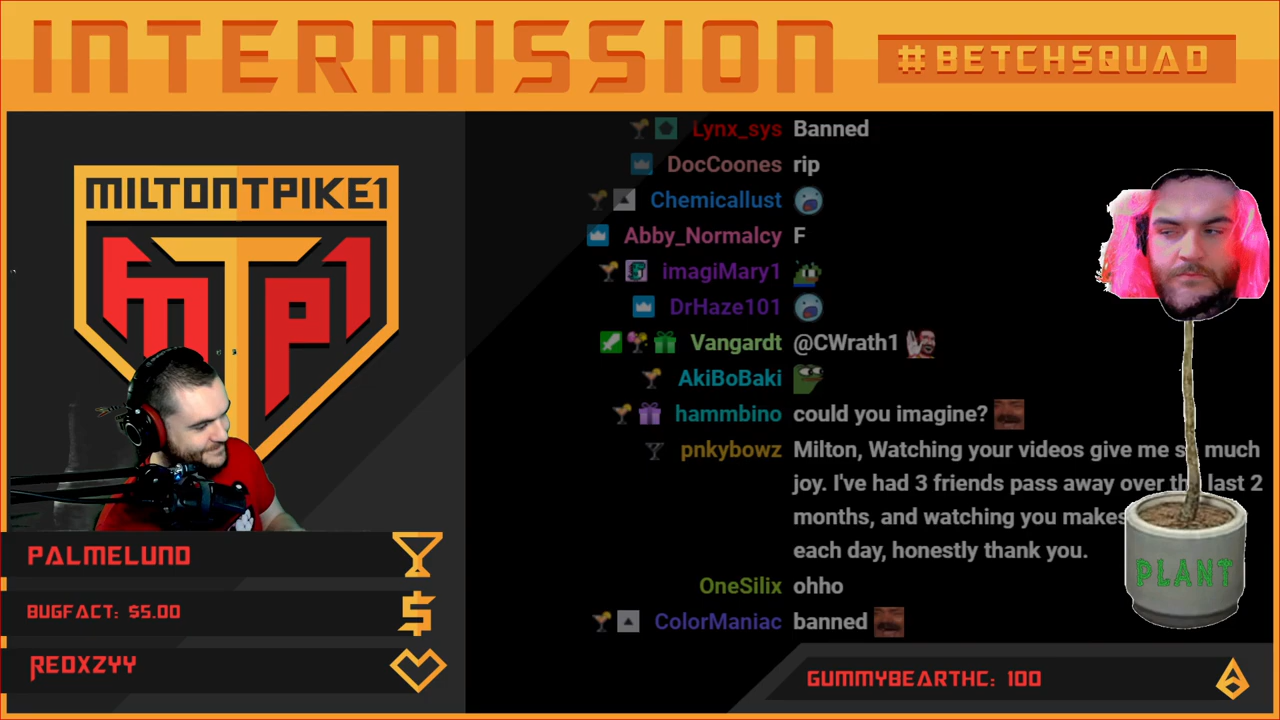 INTERMISSION
#BETCHSQUAD
MILTONTPIKE1
MTP1
Lynx_sys Banned
DocCoones rip
Chemicallust
Abby_Normalcy F
imagiMary1
DrHaze101
Vangardt @CWrath1
AkiBoBaki
hammbino could you imagine?
pnkybowz Milton, Watching your videos give me much
joy. I've had 3 friends pass away over the last 2
months, and watching you makes
each day, honestly thank you.
OneSilix ohho
ColorManiac banned
PLANT
PALMELUND
BUGFACT: $5.00
REDXZYY
GUMMYBEARTHC: 100